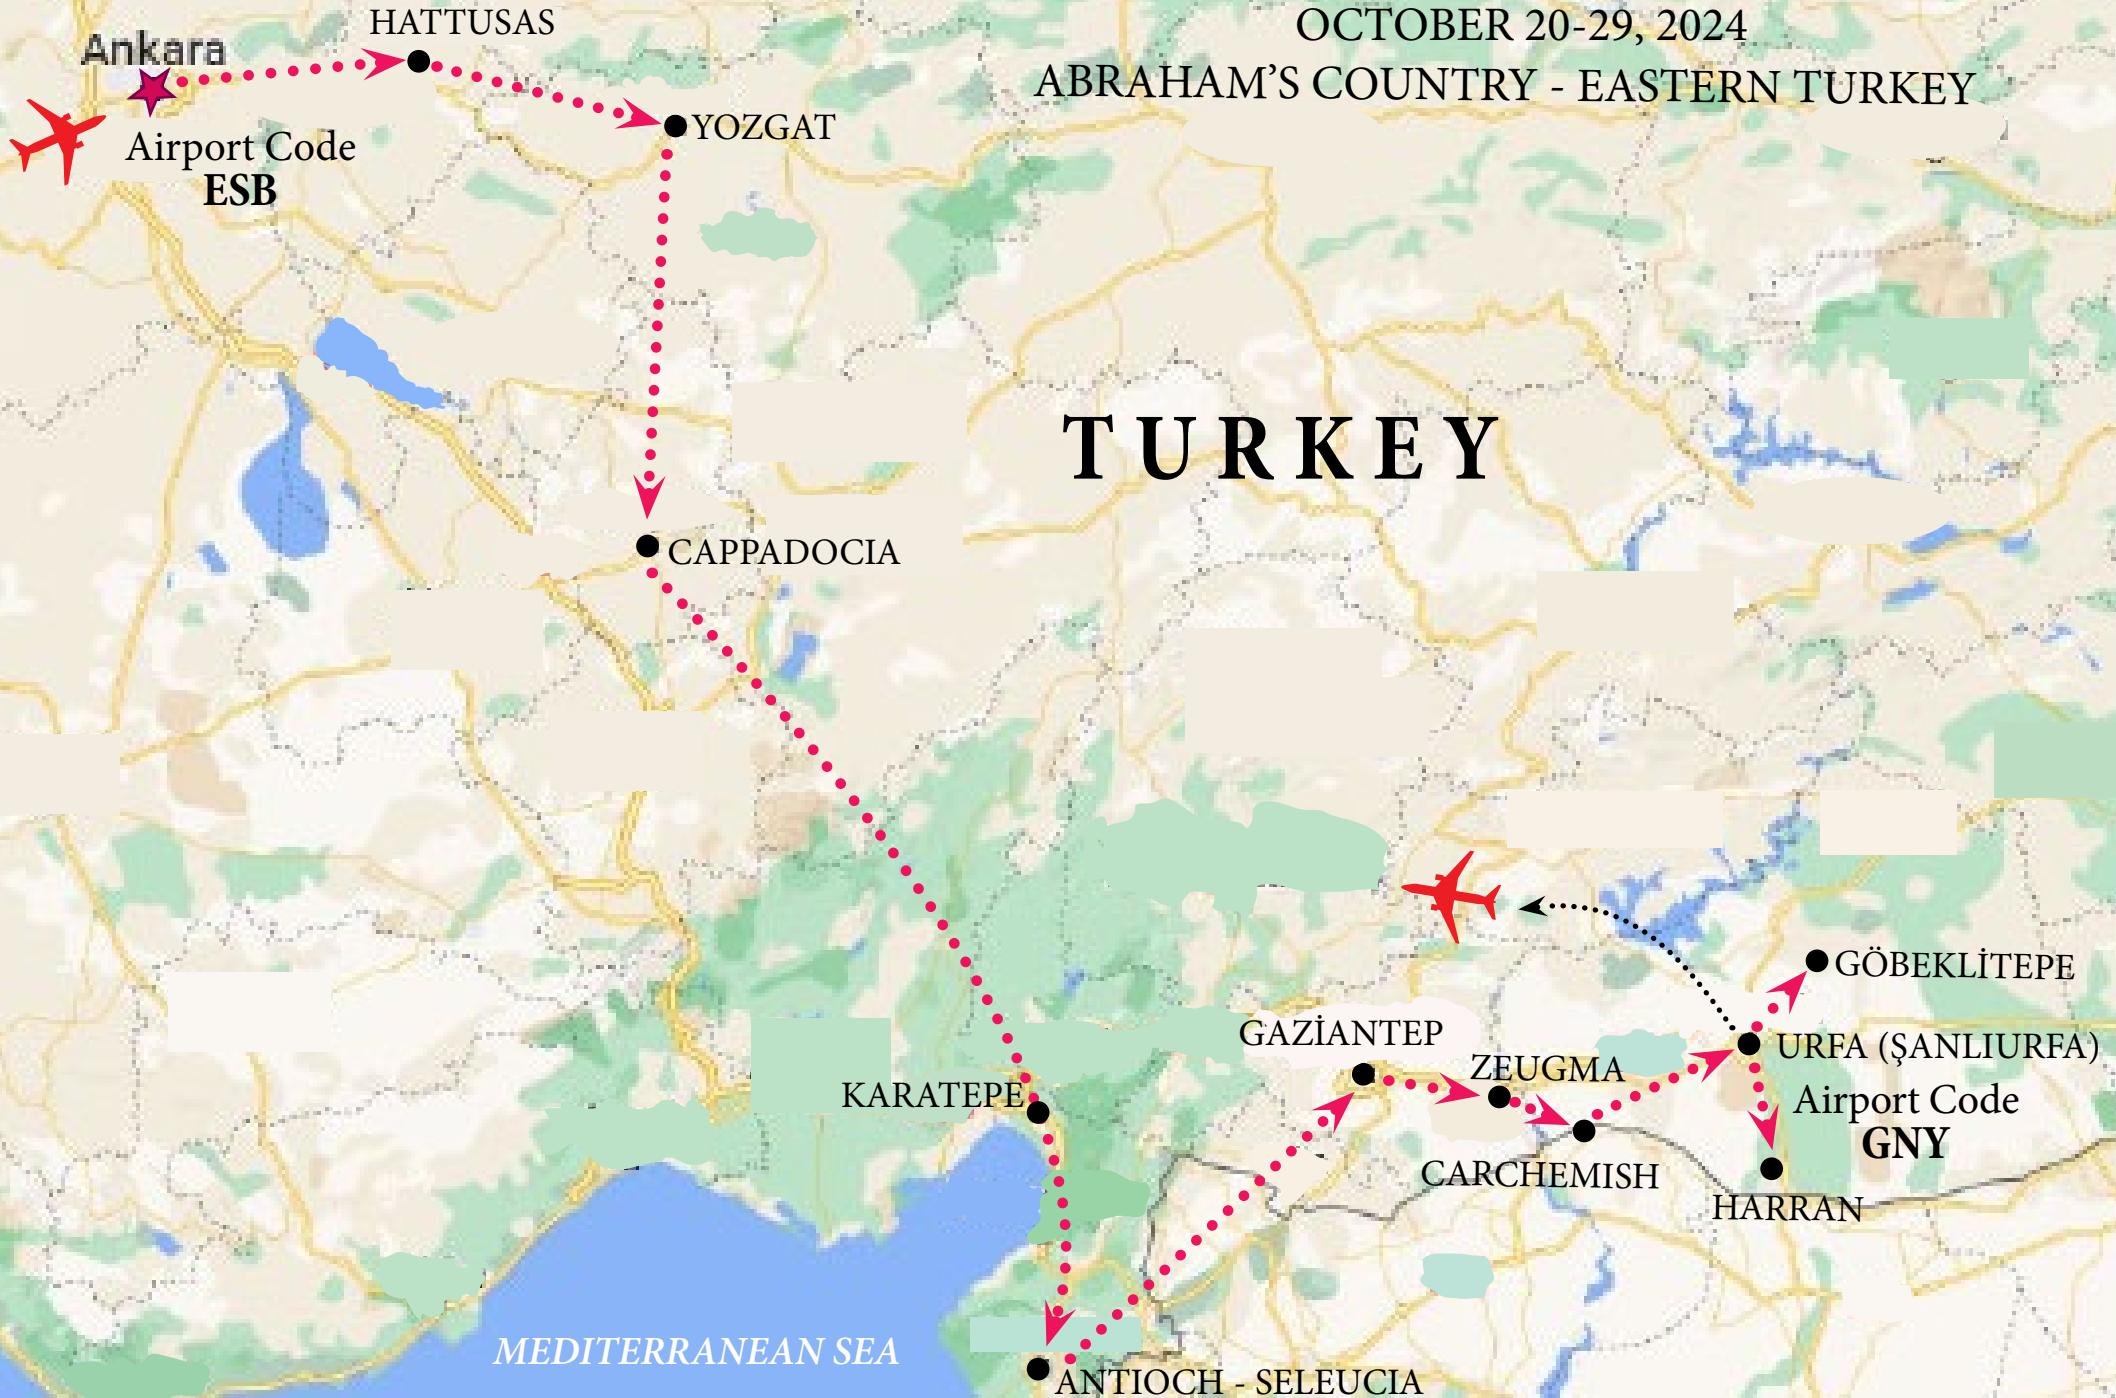 HATTUSAS
OCTOBER 20-29, 2024
Ankara
ABRAHAM’S COUNTRY - EASTERN TURKEY
YOZGAT
Airport Code
ESB
TURKEY
CAPPADOCIA
GÖBEKLİTEPE
GAZİANTEP
URFA (ŞANLIURFA)
ZEUGMA
KARATEPE
Airport Code
GNY
CARCHEMISH
HARRAN
MEDITERRANEAN SEA
ANTIOCH - SELEUCIA